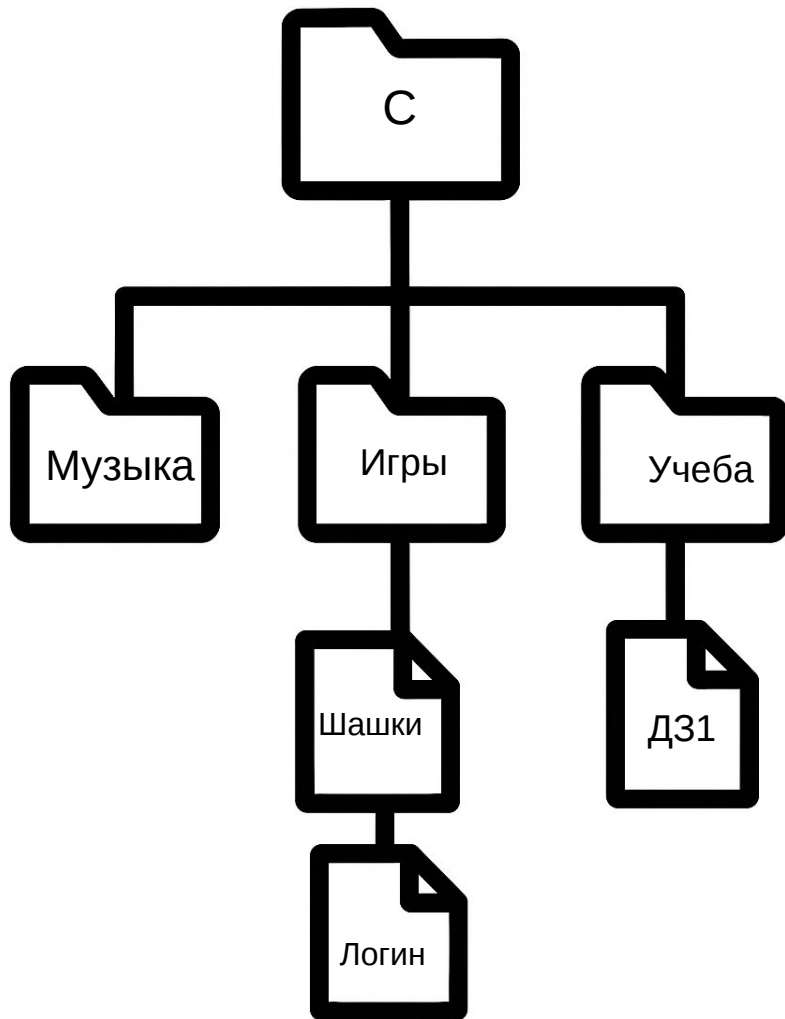 С
Музыка
Игры
Учеба
Шашки
ДЗ1
Логин